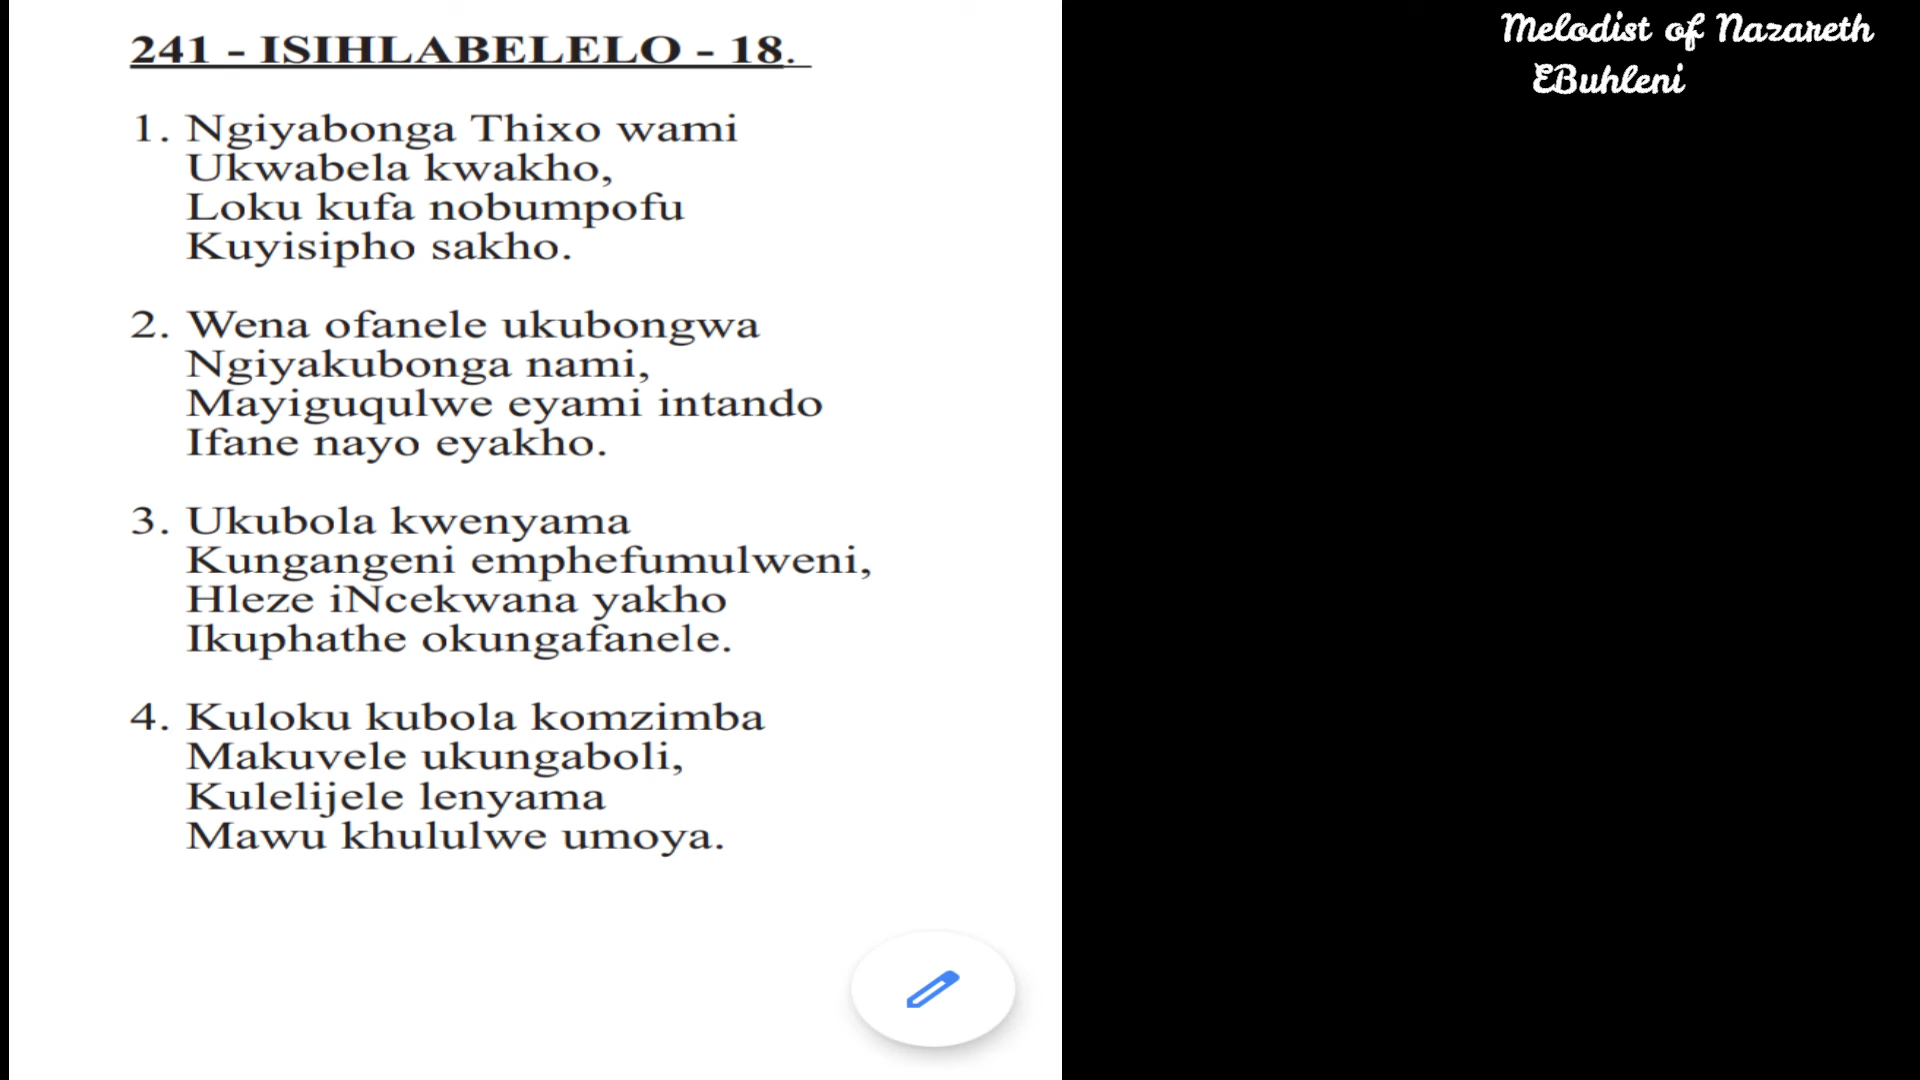 241 - ISIHLABELELO - 18.
1. Ngiyabonga Thixo wami
Ukwabela kwakho,
Loku kufa nobumpofu
Kuyisipho sakho.
2. Wena ofanele ukubongwa
Ngiyakubonga nami,
Mayiguqulwe eyami intando
Ifane nayo eyakho.
3. Ukubola kwenyama
Kungangeni emphefumulweni,
Hleze iNcekwana yakho
Ikuphathe okungafanele.
4. Kuloku kubola komzimba
Makuvele ukungaboli,
Kulelijele lenyama
Mawu khululwe umoya.
Melodist of Nazareth
EBuhleni